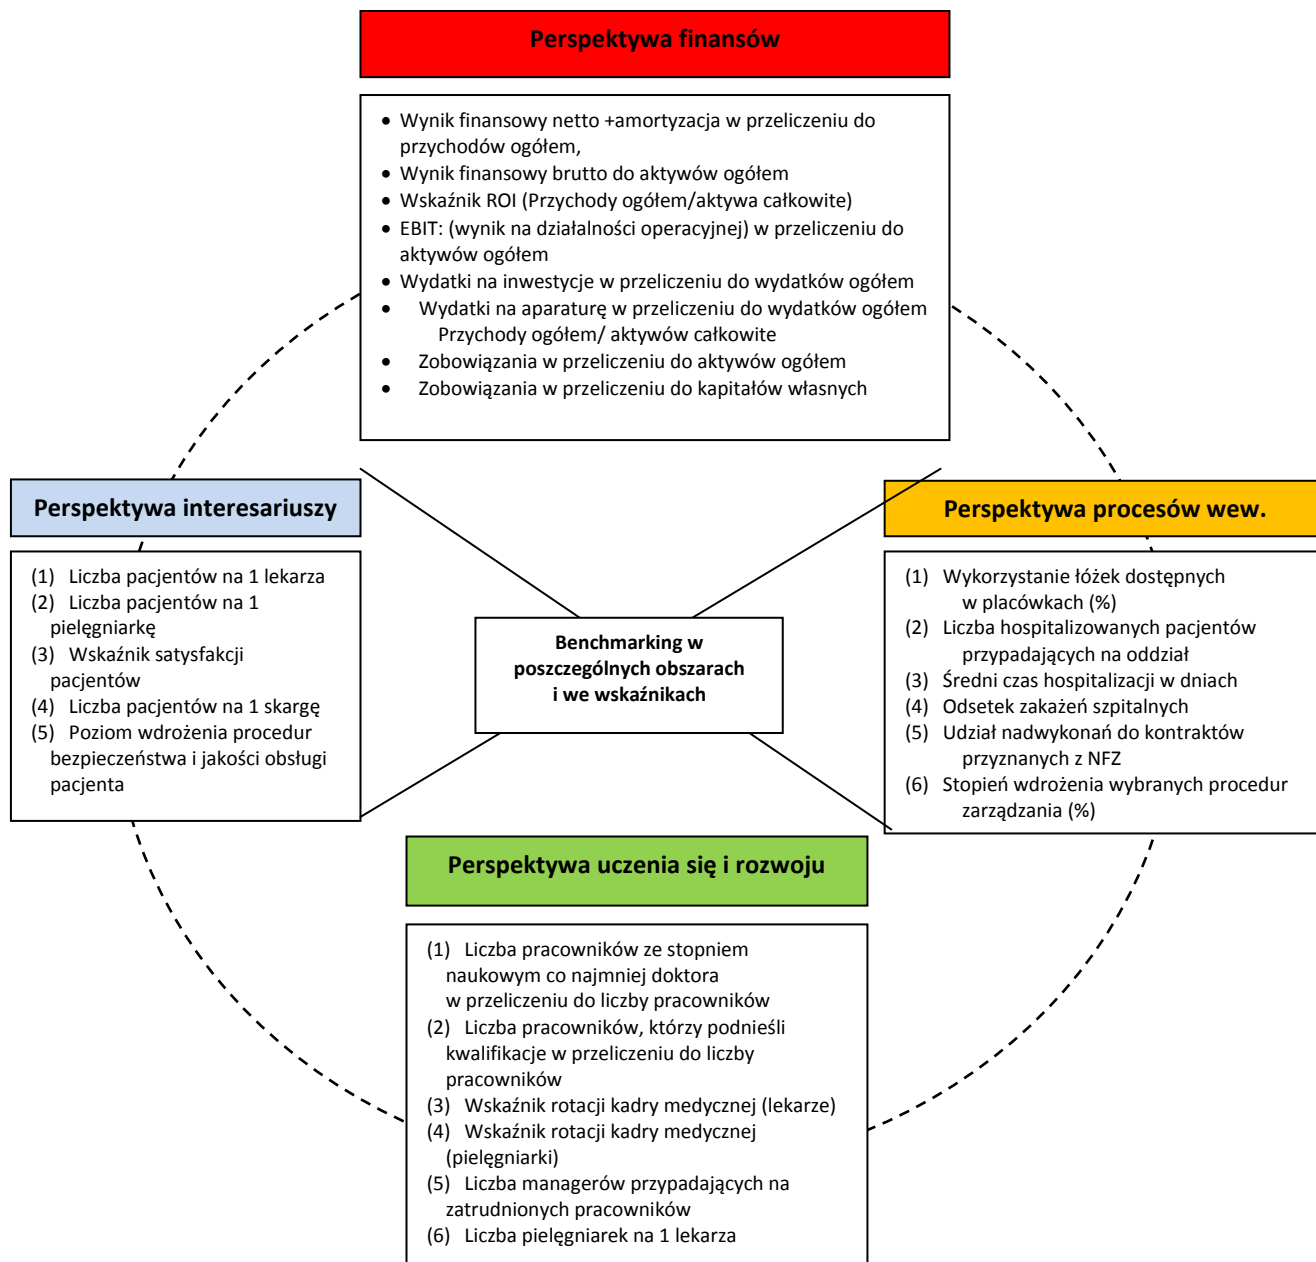 Perspektywa finansów
• Wynik finansowy netto +amortyzacja w przeliczeniu do
przychodów ogółem,
• Wynik finansowy brutto do aktywów ogółem
• Wskaźnik ROI (Przychody ogółem/aktywa całkowite)
• EBIT: (wynik na działalności operacyjnej) w przeliczeniu do
aktywów ogółem
• Wydatki na inwestycje w przeliczeniu do wydatków ogółem
• Wydatki na aparaturę w przeliczeniu do wydatków ogółem
Przychody ogółem/ aktywów całkowite
• Zobowiązania w przeliczeniu do aktywów ogółem
• Zobowiązania w przeliczeniu do kapitałów własnych
Perspektywa interesariuszy
(1) Liczba pacjentów na 1 lekarza
(2) Liczba pacjentów na 1
pielęgniarkę
(3) Wskaźnik satysfakcji
pacjentów
(4) Liczba pacjentów na 1 skargę
(5) Poziom wdrożenia procedur
bezpieczeństwa i jakości obsługi
pacjenta
Benchmarking w
poszczególnych obszarach
i we wskaźnikach
Perspektywa procesów wew.
(1) Wykorzystanie łóżek dostępnych
w placówkach (%)
(2) Liczba hospitalizowanych pacjentów
przypadających na oddział
(3) Średni czas hospitalizacji w dniach
(4) Odsetek zakażeń szpitalnych
(5) Udział nadwykonań do kontraktów
przyznanych z NFZ
(6) Stopień wdrożenia wybranych procedur
zarządzania (%)
Perspektywa uczenia się i rozwoju
(1) Liczba pracowników ze stopniem
naukowym co najmniej doktora
w przeliczeniu do liczby pracowników
(2) Liczba pracowników, którzy podnieśli
kwalifikacje w przeliczeniu do liczby
pracowników
(3) Wskaźnik rotacji kadry medycznej (lekarze)
(4) Wskaźnik rotacji kadry medycznej
(pielęgniarki)
(5) Liczba managerów przypadających na
zatrudnionych pracowników
(6) Liczba pielęgniarek na 1 lekarza